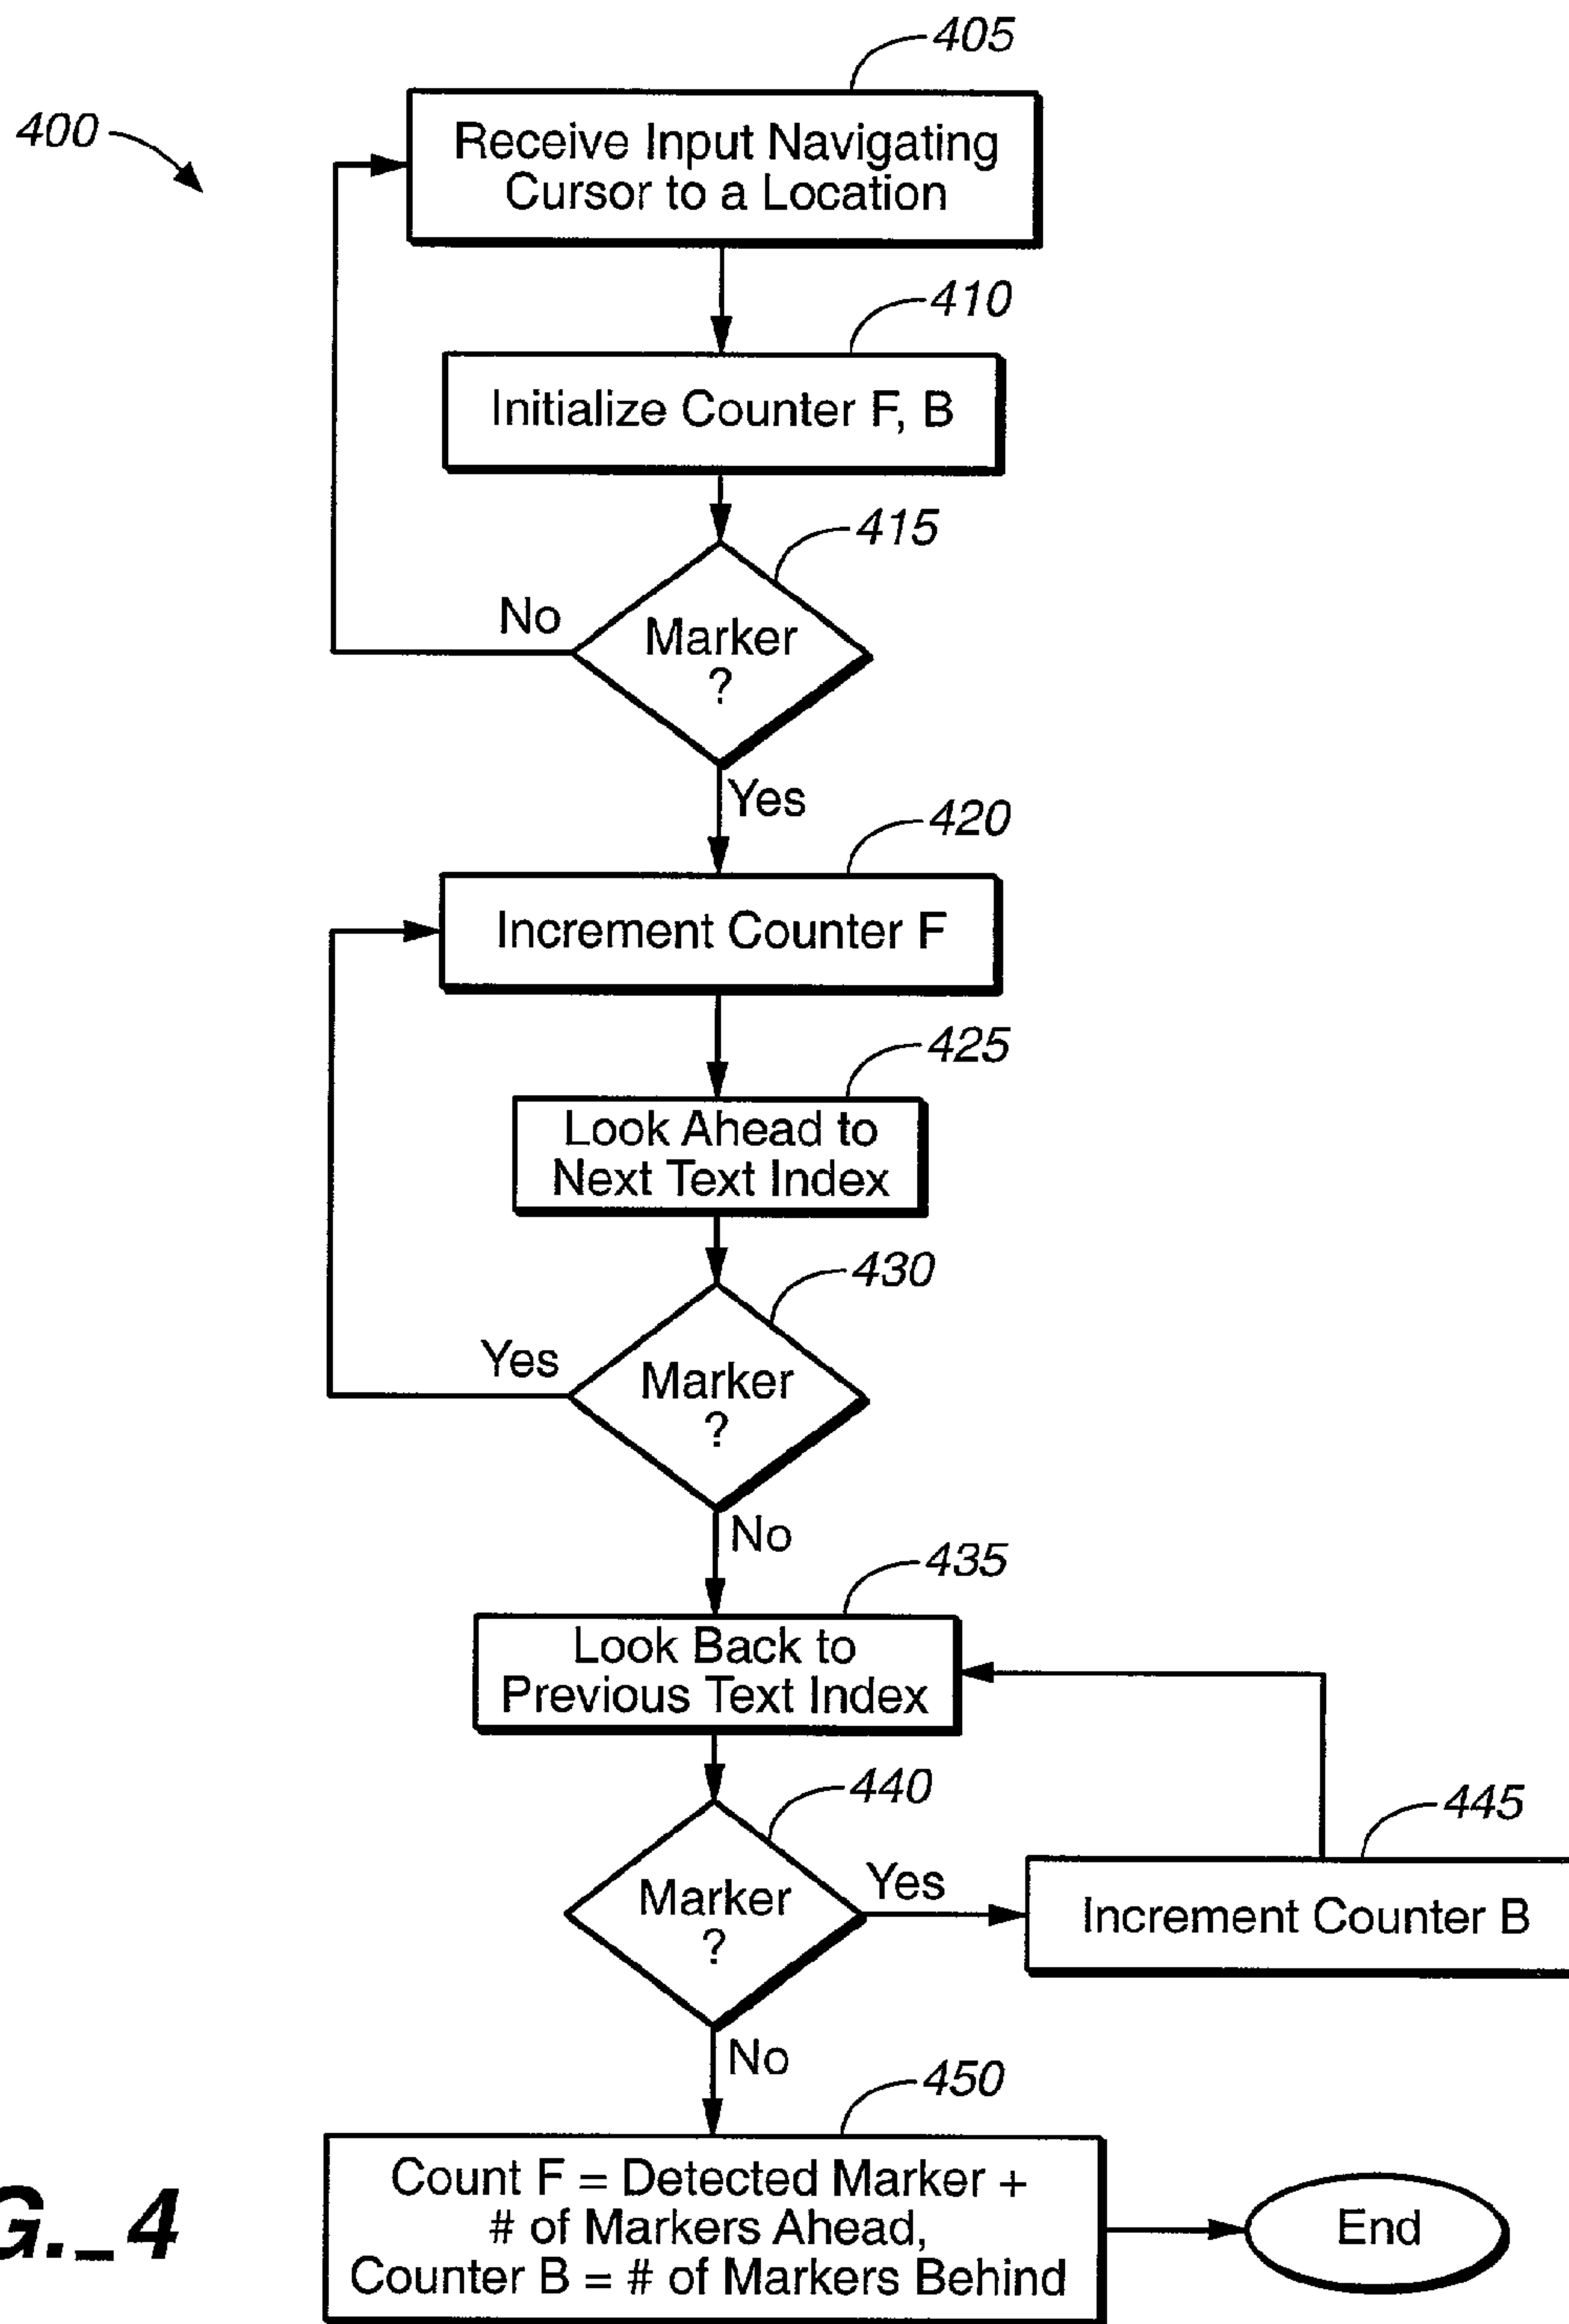 405
400
Receive Input Navigating
Cursor to a Location
410
Initialize Counter F, B
415
No
Marker
?
Yes
420
Increment Counter F
425
Look Ahead to
Next Text Index
430
Yes
Marker
?
No
435
Look Back to
Previous Text Index
440
445
Marker
?
Yes
Increment Counter B
No
450
Count F = Detected Marker +
# of Markers Ahead,
Counter B = # of Markers Behind
End
G._4